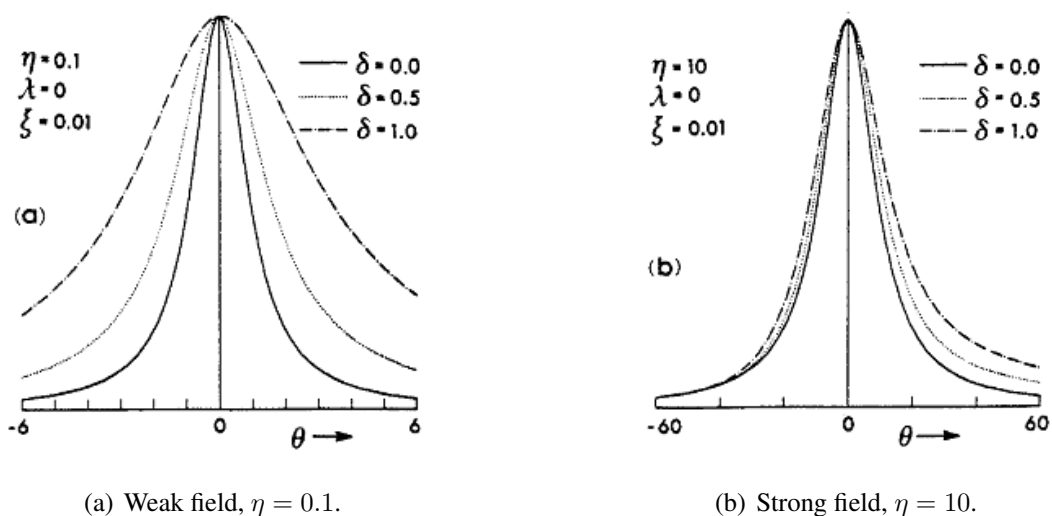 η = 0.1
λ = 0
ξ = 0.01
δ = 0.0
δ = 0.5
δ = 1.0
(a)
-6
0
6
θ →
η = 10
λ = 0
ξ = 0.01
δ = 0.0
δ = 0.5
δ = 1.0
(b)
-60
0
60
θ →
(a) Weak field, η = 0.1.
(b) Strong field, η = 10.